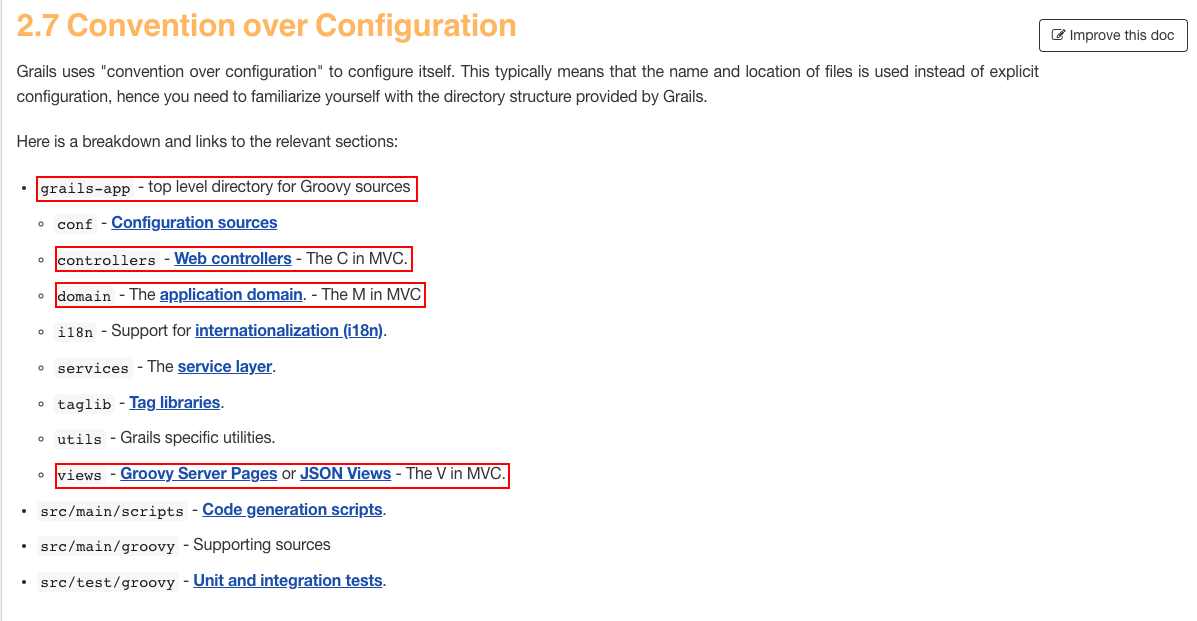 2.7 Convention over Configuration
Improve this doc
Grails uses "convention over configuration" to configure itself. This typically means that the name and location of files is used instead of explicit
configuration, hence you need to familiarize yourself with the directory structure provided by Grails.
Here is a breakdown and links to the relevant sections:
• grails-app - top level directory for Groovy sources
◦ conf - Configuration sources
◦ controllers - Web controllers - The C in MVC.
◦ domain - The application domain. - The M in MVC
◦ i18n - Support for internationalization (i18n).
◦ services - The service layer.
◦ taglib - Tag libraries.
◦ utils - Grails specific utilities.
◦ views - Groovy Server Pages or JSON Views - The V in MVC.
• src/main/scripts - Code generation scripts.
• src/main/groovy - Supporting sources
• src/test/groovy - Unit and integration tests.